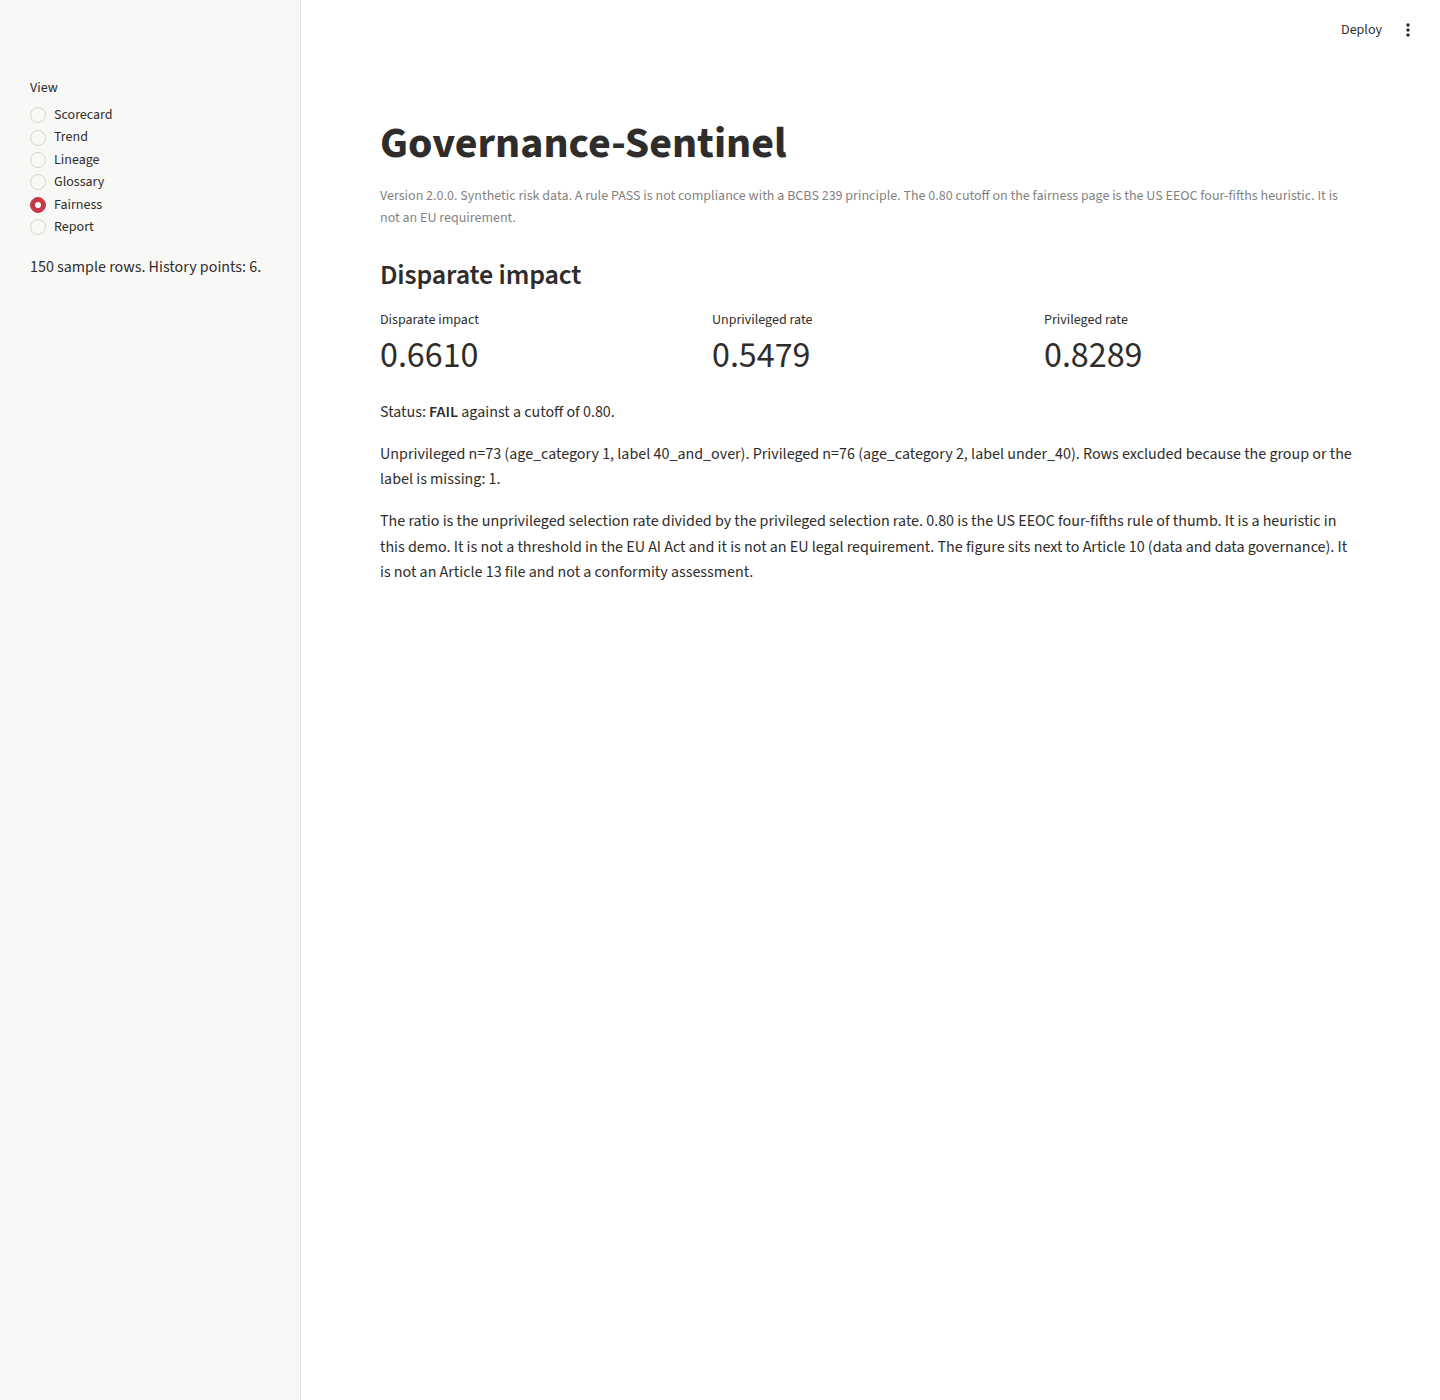 Deploy
View
Scorecard
Trend
Lineage
Glossary
Fairness
Report
150 sample rows. History points: 6.
Governance-Sentinel
Version 2.0.0. Synthetic risk data. A rule PASS is not compliance with a BCBS 239 principle. The 0.80 cutoff on the fairness page is the US EEOC four-fifths heuristic. It is
not an EU requirement.
Disparate impact
Disparate impact
0.6610
Unprivileged rate
0.5479
Privileged rate
0.8289
Status: FAIL against a cutoff of 0.80.
Unprivileged n=73 (age_category 1, label 40_and_over). Privileged n=76 (age_category 2, label under_40). Rows excluded because the group or the
label is missing: 1.
The ratio is the unprivileged selection rate divided by the privileged selection rate. 0.80 is the US EEOC four-fifths rule of thumb. It is a heuristic in
this demo. It is not a threshold in the EU AI Act and it is not an EU legal requirement. The figure sits next to Article 10 (data and data governance). It
is not an Article 13 file and not a conformity assessment.